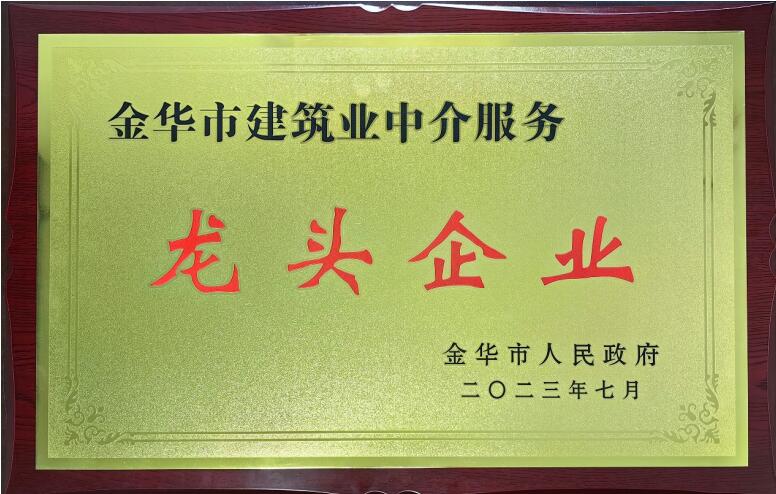 金华市建筑业中介服务
龙头企业
金华市人民政府
二〇二三年七月